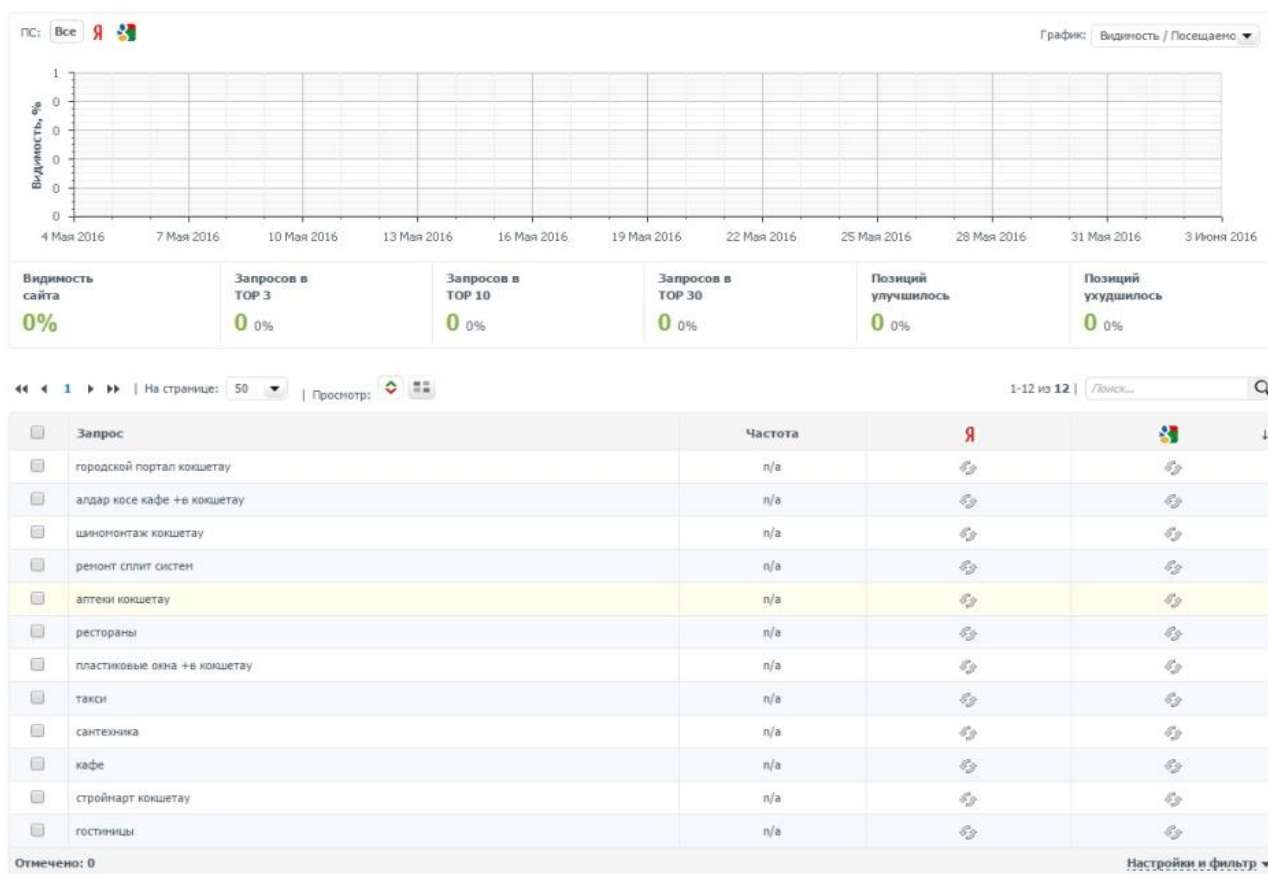 ПС: Все Я График: Видимость / Посещаемо
Видимость, %
1
0
0
0
0
0
4 Мая 2016 7 Мая 2016 10 Мая 2016 13 Мая 2016 16 Мая 2016 19 Мая 2016 22 Мая 2016 25 Мая 2016 28 Мая 2016 31 Мая 2016 3 Июня 2016
Видимость Запросов в Запросов в Запросов в Позиций Позиций
сайта TOP 3 TOP 10 TOP 30 улучшилось ухудшилось
0% 0 0% 0 0% 0 0% 0 0% 0 0%
1 | На странице: 50 | Просмотр: 1-12 из 12 | Поиск...
Запрос Частота Я
городской портал кокшетау n/a
алдар косе кафе +в кокшетау n/a
шиномонтаж кокшетау n/a
ремонт сплит систем n/a
аптеки кокшетау n/a
рестораны n/a
пластиковые окна +в кокшетау n/a
такси n/a
сантехника n/a
кафе n/a
строймарт кокшетау n/a
гостиницы n/a
Отмечено: 0 Настройки и фильтр